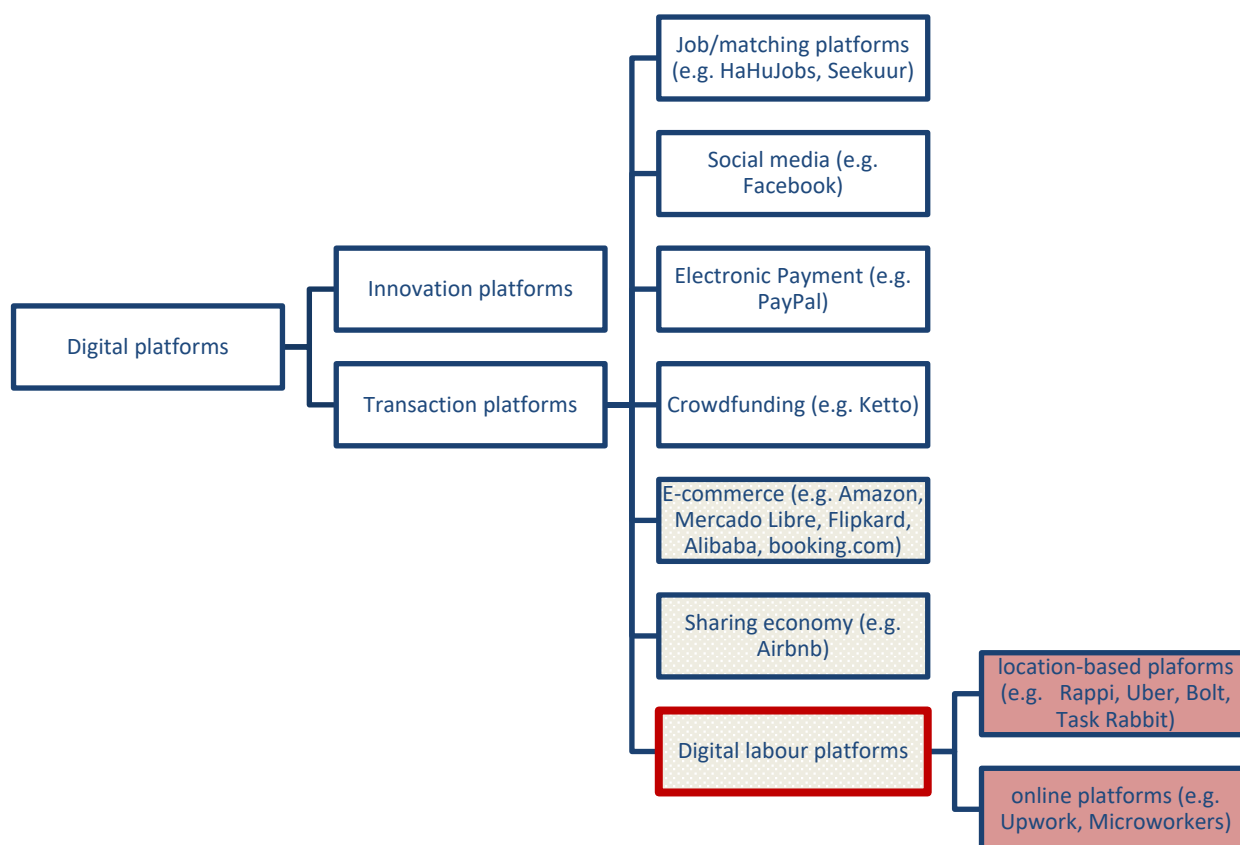 Job/matching platforms
(e.g. HaHuJobs, Seekuur)
Social media (e.g.
Facebook)
Innovation platforms
Electronic Payment (e.g.
PayPal)
Digital platforms
Transaction platforms
Crowdfunding (e.g. Ketto)
E-commerce (e.g. Amazon,
Mercado Libre, Flipkard,
Alibaba, booking.com)
Sharing economy (e.g.
Airbnb)
location-based plaforms
(e.g. Rappi, Uber, Bolt,
Task Rabbit)
Digital labour platforms
online platforms (e.g.
Upwork, Microworkers)